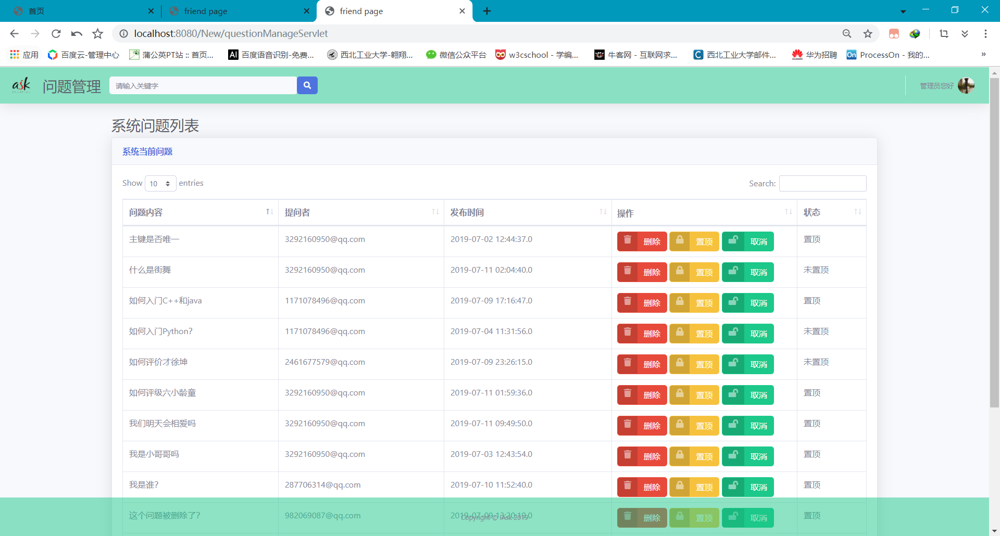 首页 friend page friend page
localhost:8080/New/questionManageServlet
应用 百度云-管理中心 蒲公英PT站 :: 首页... AI 百度语音识别-免费... 西北工业大学-翱翔... 微信公众平台 w3cschool - 学编... 牛客网 - 互联网求... C 西北工业大学邮件... 华为招聘 On ProcessOn - 我的... »
ask 问题管理 请输入关键字 管理员您好
系统问题列表
系统当前问题
Show 10 entries Search:
问题内容 提问者 发布时间 操作 状态
主键是否唯一 3292160950@qq.com 2019-07-02 12:44:37.0 删除 置顶 取消 置顶
什么是街舞 3292160950@qq.com 2019-07-11 02:04:40.0 删除 置顶 取消 未置顶
如何入门C++和java 1171078496@qq.com 2019-07-09 17:16:47.0 删除 置顶 取消 置顶
如何入门Python? 1171078496@qq.com 2019-07-04 11:31:56.0 删除 置顶 取消 未置顶
如何评价才徐坤 2461677579@qq.com 2019-07-09 23:26:15.0 删除 置顶 取消 未置顶
如何评级六小龄童 3292160950@qq.com 2019-07-11 01:59:36.0 删除 置顶 取消 置顶
我们明天会相爱吗 3292160950@qq.com 2019-07-11 09:49:50.0 删除 置顶 取消 置顶
我是小哥哥吗 3292160950@qq.com 2019-07-03 12:43:54.0 删除 置顶 取消 置顶
我是谁? 287706314@qq.com 2019-07-10 11:52:40.0 删除 置顶 取消 置顶
这个问题被删除了? 982069087@qq.com 2019-07-09 13:20:19.0 删除 置顶 取消 置顶
Copyright © iAsk 2019